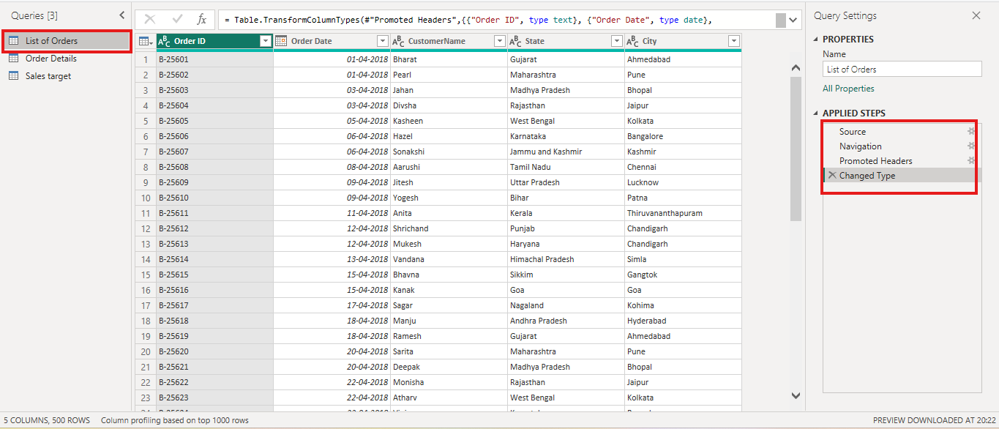 Queries [3]
List of Orders
Order Details
Sales target
fx
= Table.TransformColumnTypes(#"Promoted Headers",{{"Order ID", type text}, {"Order Date", type date},
Order ID Order Date CustomerName State City
1 B-25601 01-04-2018 Bharat Gujarat Ahmedabad
2 B-25602 01-04-2018 Pearl Maharashtra Pune
3 B-25603 03-04-2018 Jahan Madhya Pradesh Bhopal
4 B-25604 03-04-2018 Divsha Rajasthan Jaipur
5 B-25605 05-04-2018 Kasheen West Bengal Kolkata
6 B-25606 06-04-2018 Hazel Karnataka Bangalore
7 B-25607 06-04-2018 Sonakshi Jammu and Kashmir Kashmir
8 B-25608 08-04-2018 Aarushi Tamil Nadu Chennai
9 B-25609 09-04-2018 Jitesh Uttar Pradesh Lucknow
10 B-25610 09-04-2018 Yogesh Bihar Patna
11 B-25611 11-04-2018 Anita Kerala Thiruvananthapuram
12 B-25612 12-04-2018 Shrichand Punjab Chandigarh
13 B-25613 12-04-2018 Mukesh Haryana Chandigarh
14 B-25614 13-04-2018 Vandana Himachal Pradesh Simla
15 B-25615 15-04-2018 Bhavna Sikkim Gangtok
16 B-25616 15-04-2018 Kanak Goa Goa
17 B-25617 17-04-2018 Sagar Nagaland Kohima
18 B-25618 18-04-2018 Manju Andhra Pradesh Hyderabad
19 B-25619 18-04-2018 Ramesh Gujarat Ahmedabad
20 B-25620 20-04-2018 Sarita Maharashtra Pune
21 B-25621 20-04-2018 Deepak Madhya Pradesh Bhopal
22 B-25622 22-04-2018 Monisha Rajasthan Jaipur
23 B-25623 22-04-2018 Atharv West Bengal Kolkata
Query Settings
PROPERTIES
Name
List of Orders
All Properties
APPLIED STEPS
Source
Navigation
Promoted Headers
Changed Type
5 COLUMNS, 500 ROWS Column profiling based on top 1000 rows
PREVIEW DOWNLOADED AT 20:22